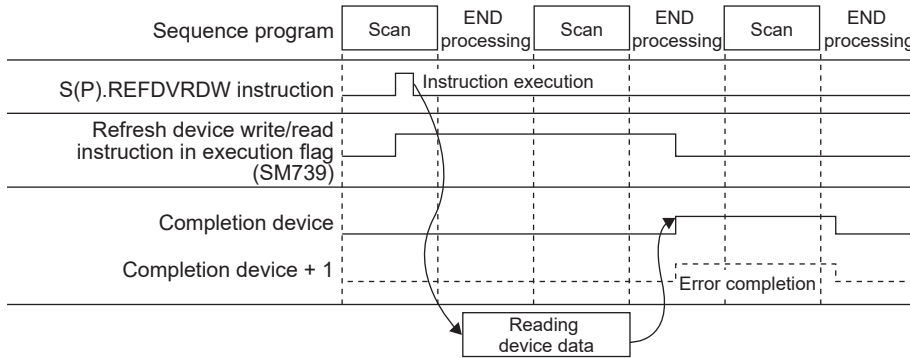 Sequence program
Scan
END
processing
Scan
END
processing
Scan
END
processing
S(P).REFDVRDW instruction
Instruction execution
Refresh device write/read
instruction in execution flag
(SM739)
Completion device
Completion device + 1
Error completion
Reading
device data